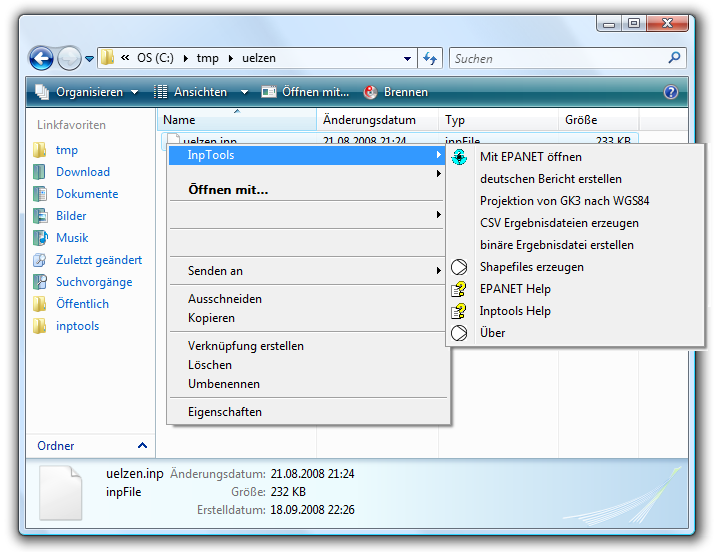 « OS (C:) tmp uelzen
Suchen
Organisieren Ansichten Öffnen mit... Brennen
Linkfavoriten
tmp
Download
Dokumente
Bilder
Musik
Zuletzt geändert
Suchvorgänge
Öffentlich
inptools
Ordner
Name Änderungsdatum Typ Größe
uelzen.inp 21.08.2008 21:24 inpFile 233 KB
InpTools
Öffnen mit...
Senden an
Ausschneiden
Kopieren
Verknüpfung erstellen
Löschen
Umbenennen
Eigenschaften
Mit EPANET öffnen
deutschen Bericht erstellen
Projektion von GK3 nach WGS84
CSV Ergebnisdateien erzeugen
binäre Ergebnisdatei erstellen
Shapefiles erzeugen
EPANET Help
Inptools Help
Über
uelzen.inp Änderungsdatum: 21.08.2008 21:24
inpFile Größe: 232 KB
Erstelldatum: 18.09.2008 22:26